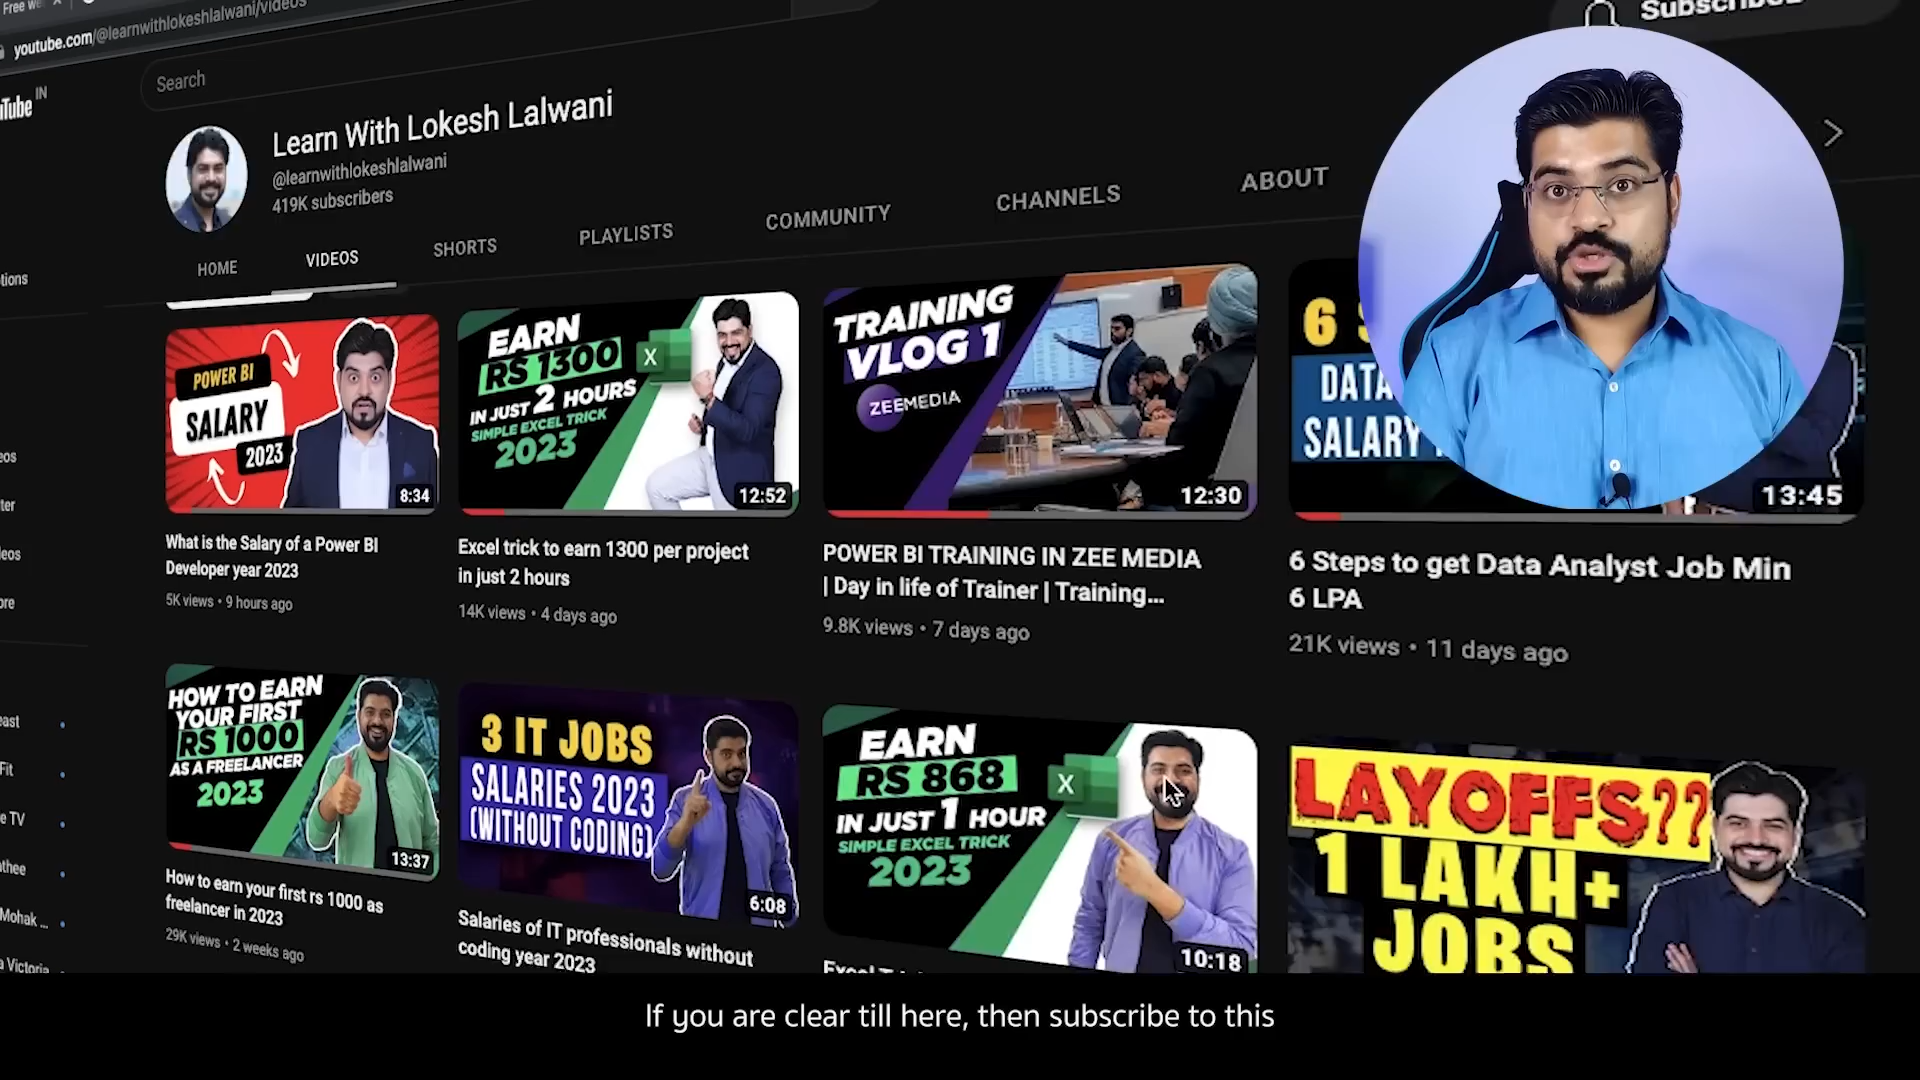 Free we
youtube.com/@learnwithlokeshlalwani/videos
Tube IN
Search
Learn With Lokesh Lalwani
@learnwithlokeshlalwani
419K subscribers
HOME VIDEOS SHORTS PLAYLISTS COMMUNITY CHANNELS ABOUT
POWER BI
SALARY
2023
8:34
What is the Salary of a Power BI
Developer year 2023
5K views • 9 hours ago
EARN
RS 1300
IN JUST 2 HOURS
SIMPLE EXCEL TRICK
2023
X
12:52
Excel trick to earn 1300 per project
in just 2 hours
14K views • 4 days ago
TRAINING
VLOG 1
ZEEMEDIA
12:30
POWER BI TRAINING IN ZEE MEDIA
| Day in life of Trainer | Training...
9.8K views • 7 days ago
6 S
DATA
SALARY
13:45
6 Steps to get Data Analyst Job Min
6 LPA
21K views • 11 days ago
HOW TO EARN
YOUR FIRST
RS 1000
AS A FREELANCER
2023
13:37
How to earn your first rs 1000 as
freelancer in 2023
29K views • 2 weeks ago
3 IT JOBS
SALARIES 2023
(WITHOUT CODING)
6:08
Salaries of IT professionals without
coding year 2023
EARN
RS 868
IN JUST 1 HOUR
SIMPLE EXCEL TRICK
2023
X
10:18
LAYOFFS??
1 LAKH+
JOBS
If you are clear till here, then subscribe to this